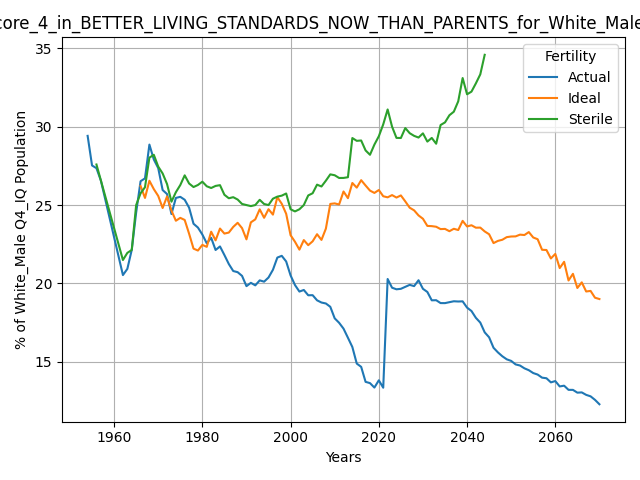 core_4_in_BETTER_LIVING_STANDARDS_NOW_THAN_PARENTS_for_White_Male
% of White_Male Q4_IQ Population
35
30
25
20
15
Fertility
Actual
Ideal
Sterile
1960 1980 2000 2020 2040 2060
Years